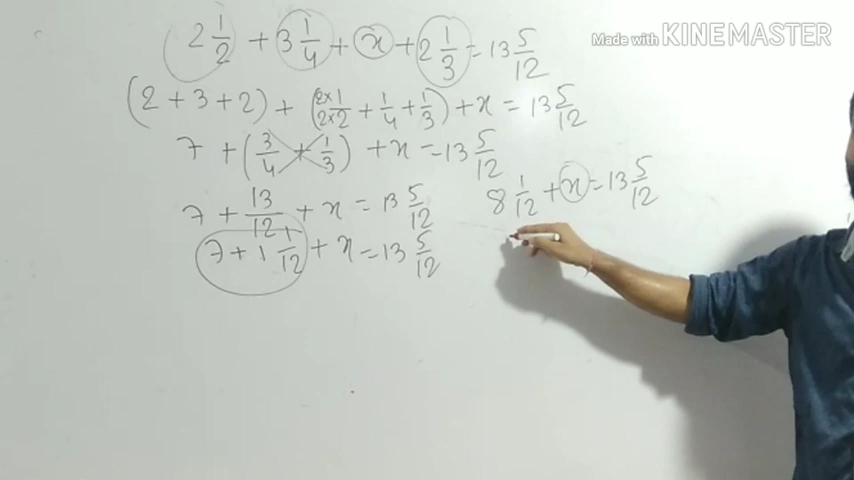 Made with KINEMASTER
2 1/2 + 3 1/4 + x + 2 1/3 = 13 5/12
(2 + 3 + 2) + (2×1/2×2 + 1/4 + 1/3) + x = 13 5/12
7 + (3/4 + 1/3) + x = 13 5/12
7 + 13/12 + x = 13 5/12
7 + 1 1/12 + x = 13 5/12
8 1/12 + x = 13 5/12